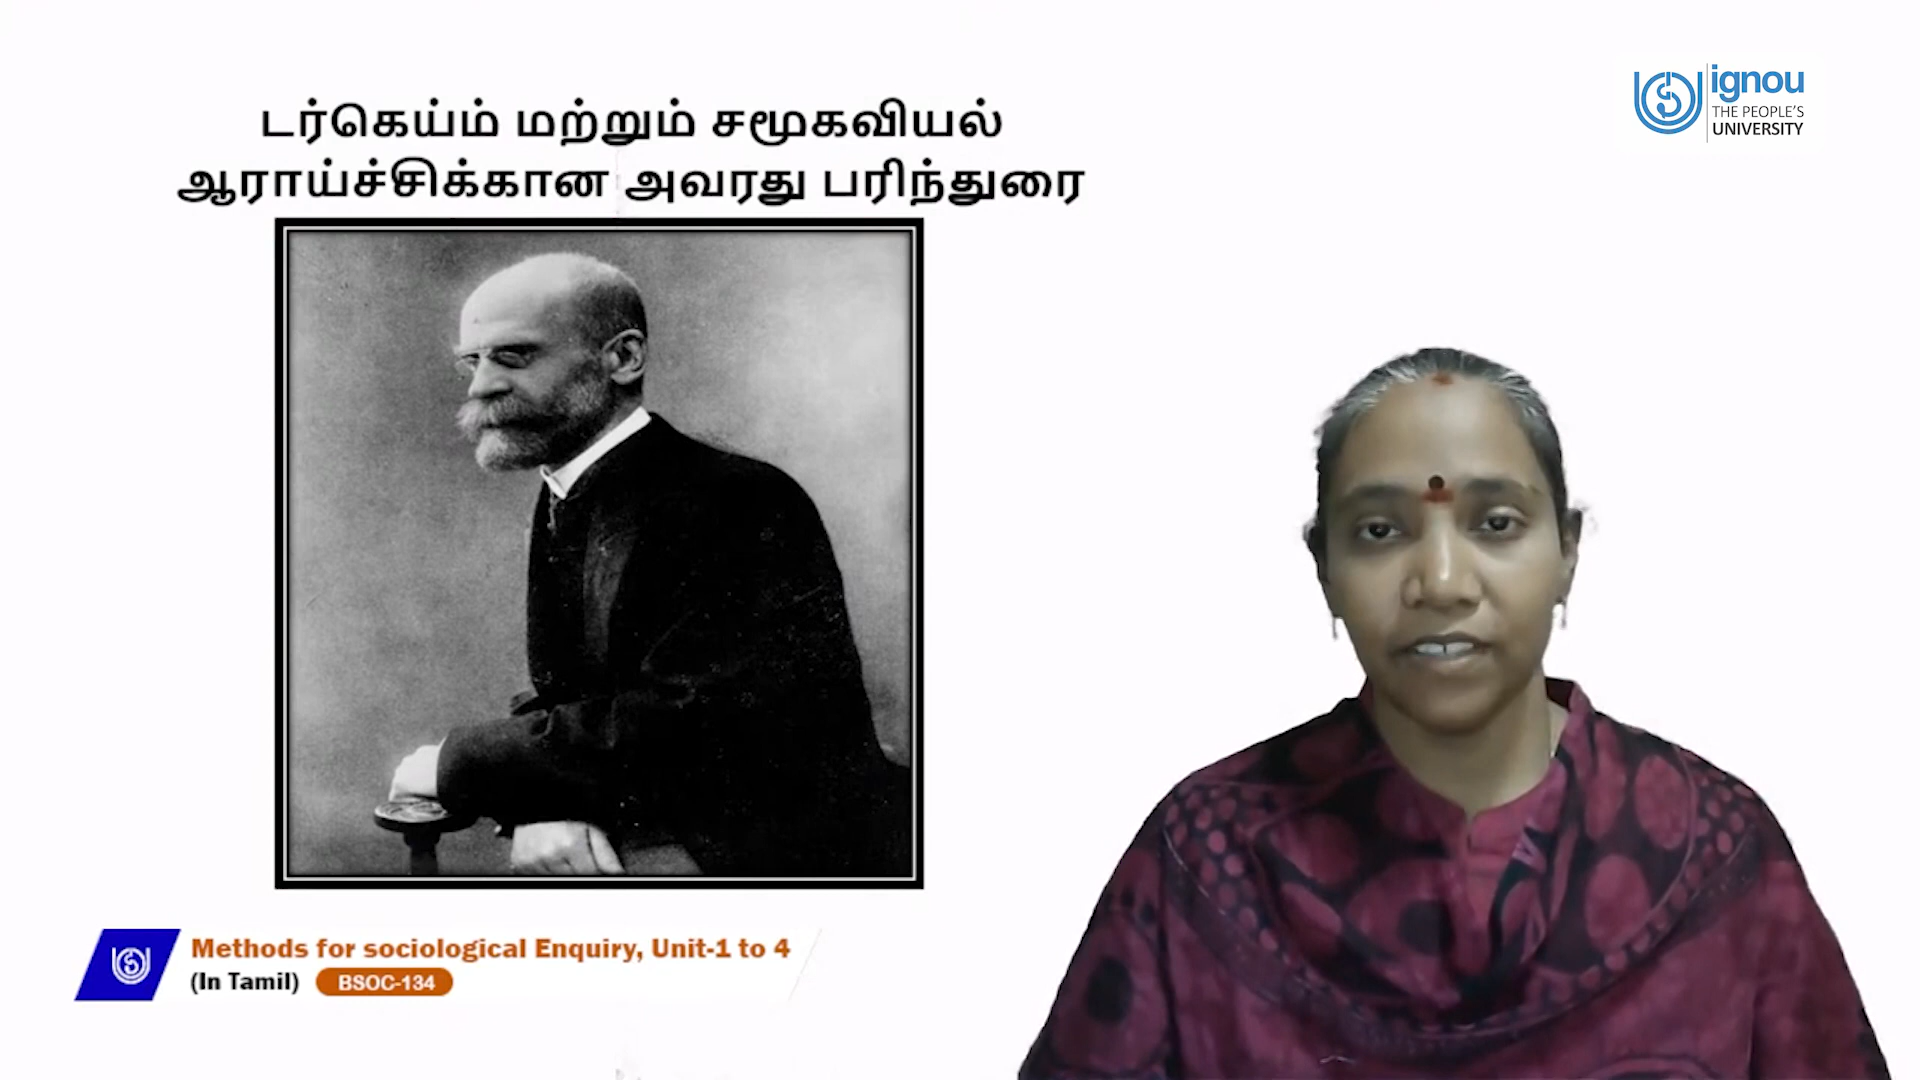 டர்கெய்ம் மற்றும் சமூகவியல்
ஆராய்ச்சிக்கான அவரது பரிந்துரை
ignou
THE PEOPLE'S
UNIVERSITY
Methods for sociological Enquiry, Unit-1 to 4
(In Tamil) BSOC-134